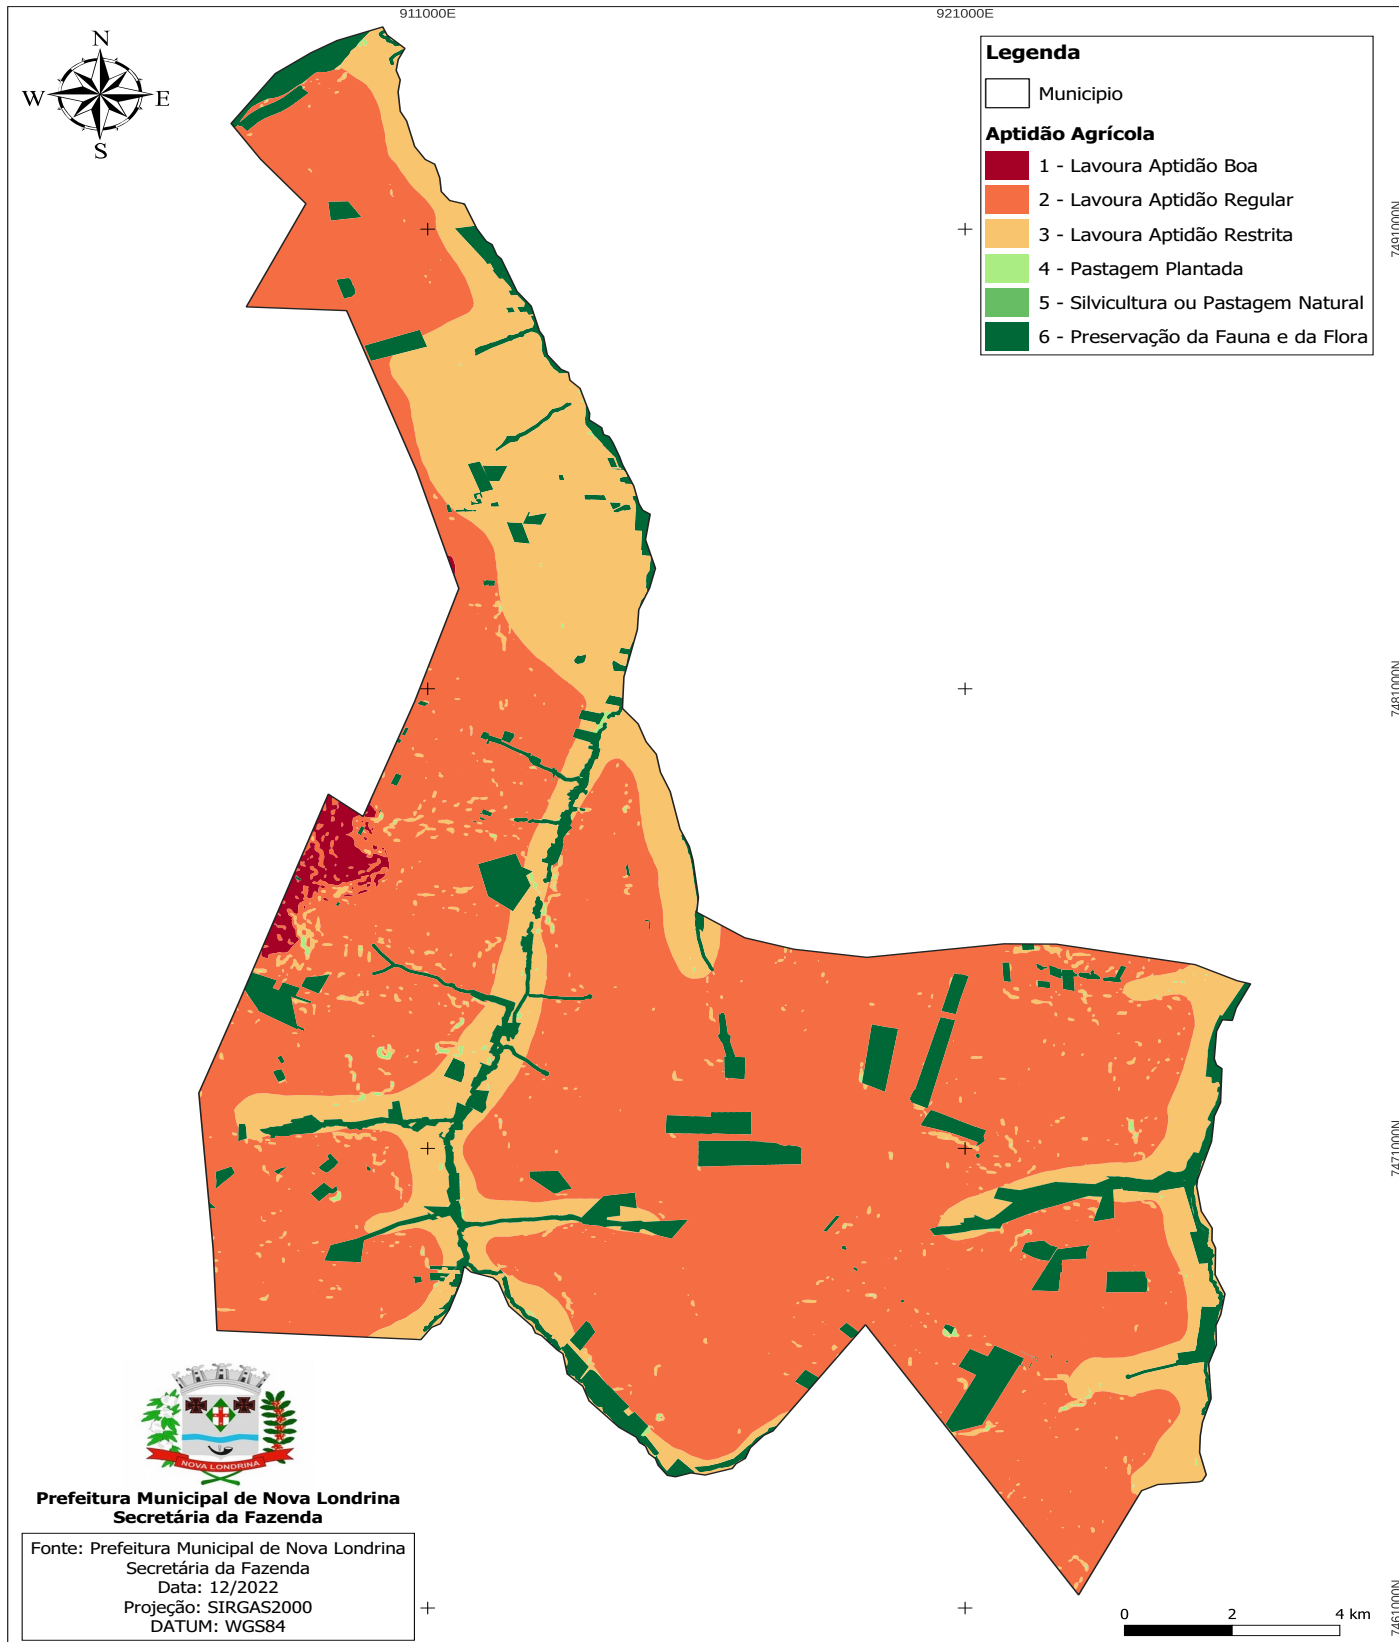 911000E
921000E
N
W
E
S
Legenda
Municipio
Aptidão Agrícola
1 - Lavoura Aptidão Boa
2 - Lavoura Aptidão Regular
3 - Lavoura Aptidão Restrita
4 - Pastagem Plantada
5 - Silvicultura ou Pastagem Natural
6 - Preservação da Fauna e da Flora
7491000N
7481000N
7471000N
7461000N
NOVA LONDRINA
Prefeitura Municipal de Nova Londrina
Secretária da Fazenda
Fonte: Prefeitura Municipal de Nova Londrina
Secretária da Fazenda
Data: 12/2022
Projeção: SIRGAS2000
DATUM: WGS84
0 2 4 km